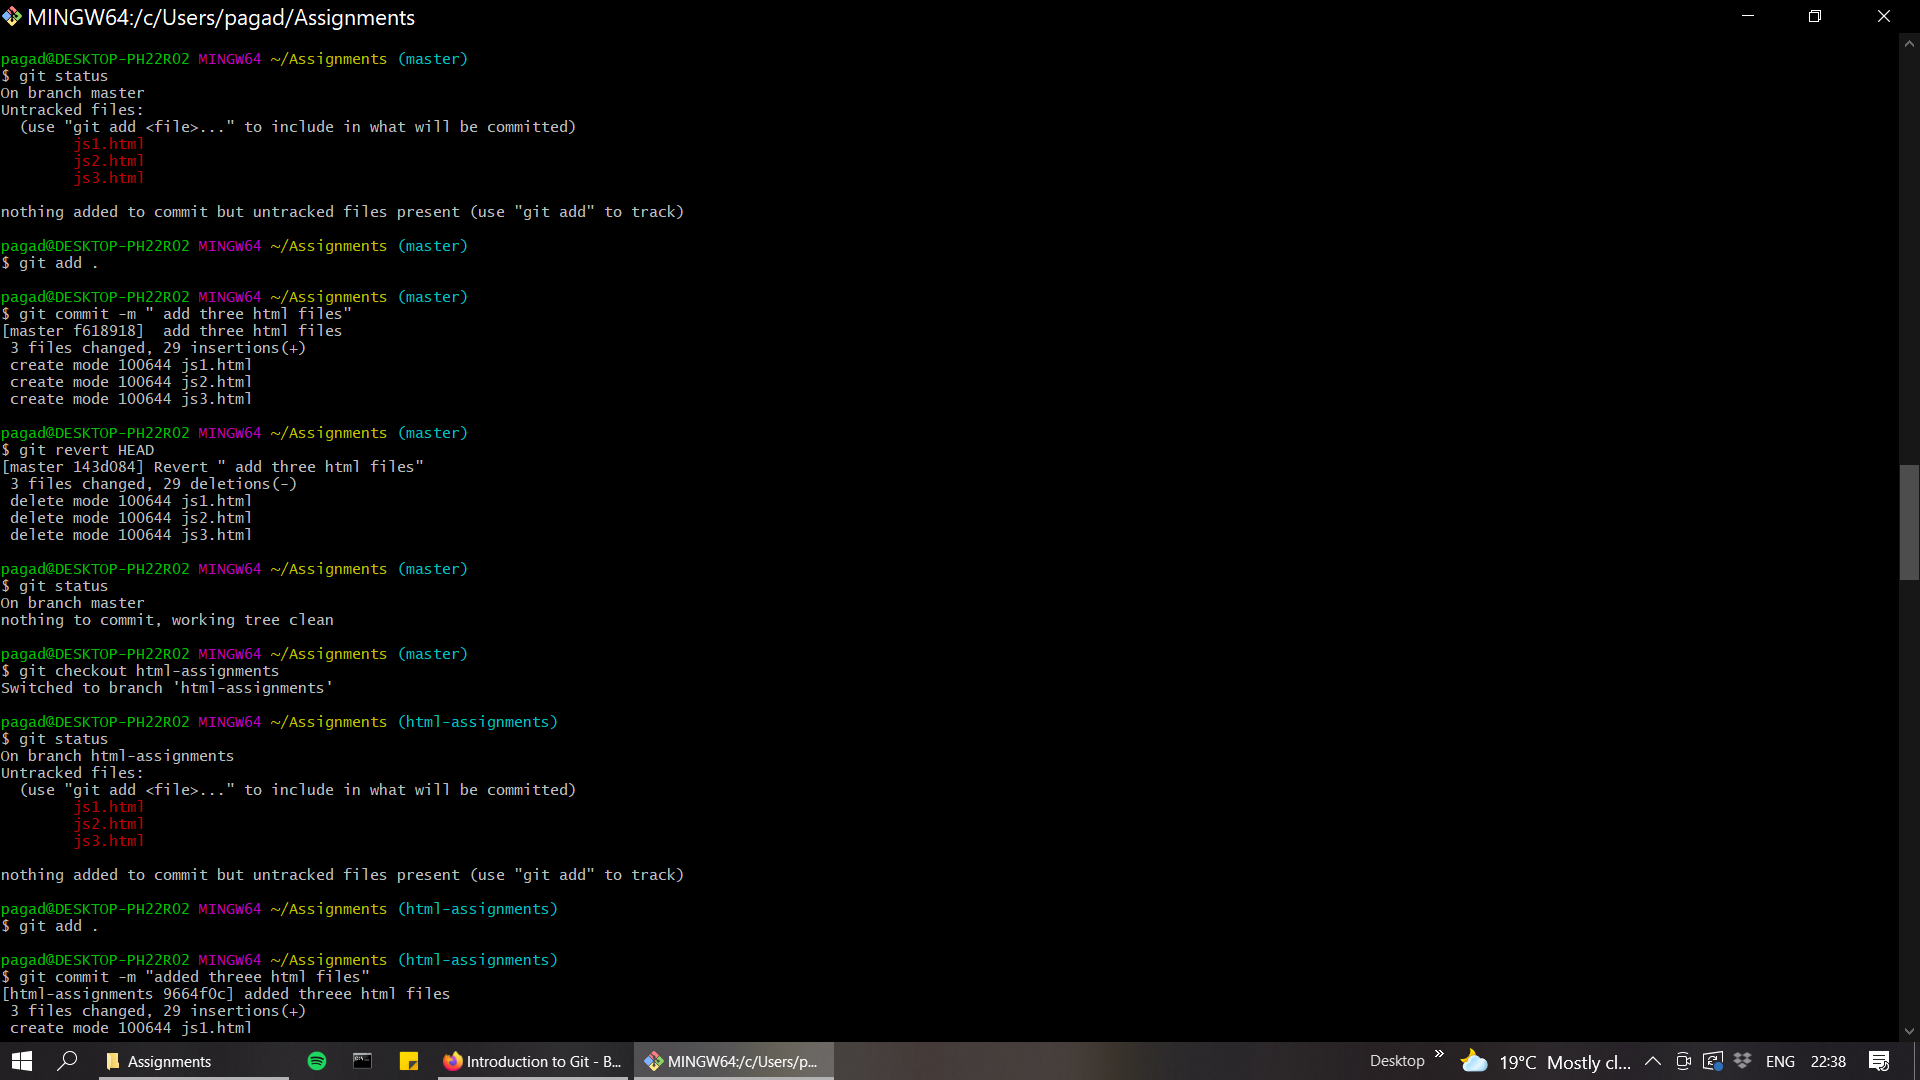 MINGW64:/c/Users/pagad/Assignments
pagad@DESKTOP-PH22RO2 MINGW64 ~/Assignments (master)
$ git status
On branch master
Untracked files:
  (use "git add <file>..." to include in what will be committed)
        js1.html
        js2.html
        js3.html
nothing added to commit but untracked files present (use "git add" to track)
pagad@DESKTOP-PH22RO2 MINGW64 ~/Assignments (master)
$ git add .
pagad@DESKTOP-PH22RO2 MINGW64 ~/Assignments (master)
$ git commit -m " add three html files"
[master f618918]  add three html files
 3 files changed, 29 insertions(+)
 create mode 100644 js1.html
 create mode 100644 js2.html
 create mode 100644 js3.html
pagad@DESKTOP-PH22RO2 MINGW64 ~/Assignments (master)
$ git revert HEAD
[master 143d084] Revert " add three html files"
 3 files changed, 29 deletions(-)
 delete mode 100644 js1.html
 delete mode 100644 js2.html
 delete mode 100644 js3.html
pagad@DESKTOP-PH22RO2 MINGW64 ~/Assignments (master)
$ git status
On branch master
nothing to commit, working tree clean
pagad@DESKTOP-PH22RO2 MINGW64 ~/Assignments (master)
$ git checkout html-assignments
Switched to branch 'html-assignments'
pagad@DESKTOP-PH22RO2 MINGW64 ~/Assignments (html-assignments)
$ git status
On branch html-assignments
Untracked files:
  (use "git add <file>..." to include in what will be committed)
        js1.html
        js2.html
        js3.html
nothing added to commit but untracked files present (use "git add" to track)
pagad@DESKTOP-PH22RO2 MINGW64 ~/Assignments (html-assignments)
$ git add .
pagad@DESKTOP-PH22RO2 MINGW64 ~/Assignments (html-assignments)
$ git commit -m "added threee html files"
[html-assignments 9664f0c] added threee html files
 3 files changed, 29 insertions(+)
 create mode 100644 js1.html
Assignments
Introduction to Git - B...
MINGW64:/c/Users/p...
Desktop
»
19°C Mostly cl...
ENG
22:38